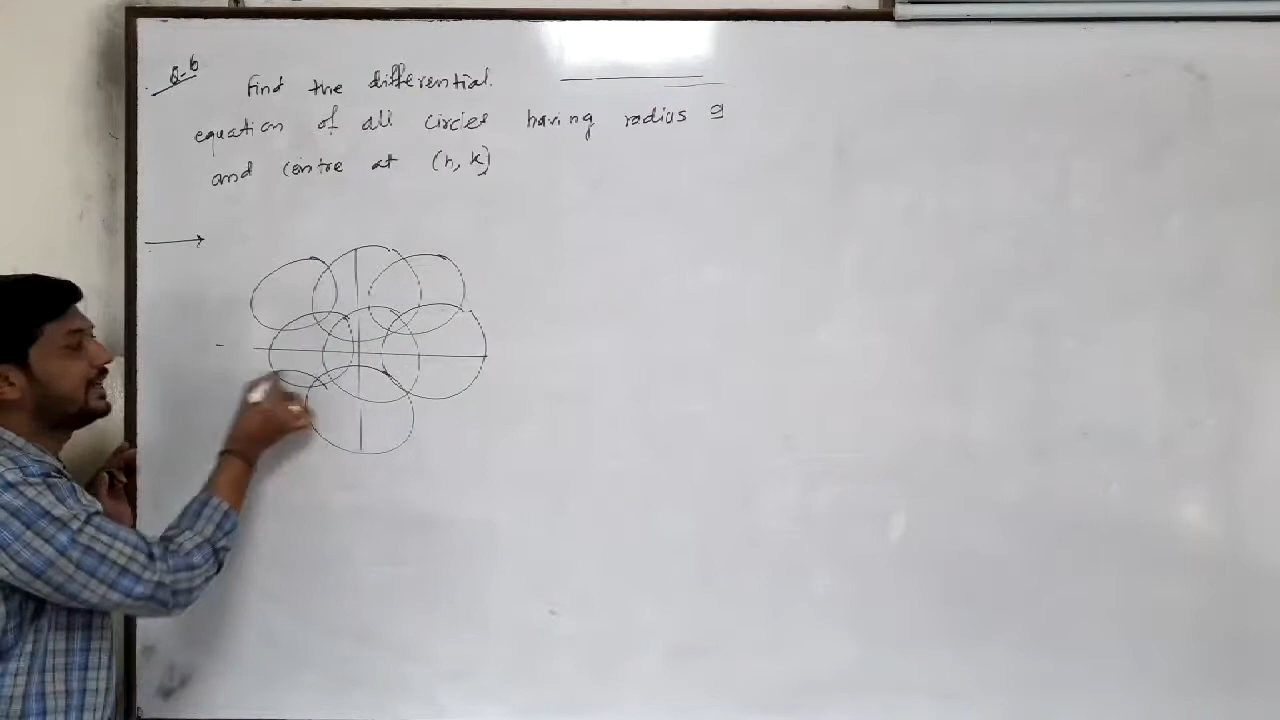 Q-6 Find the differential.
equation of all circles having radius a
and centre at (h, k)